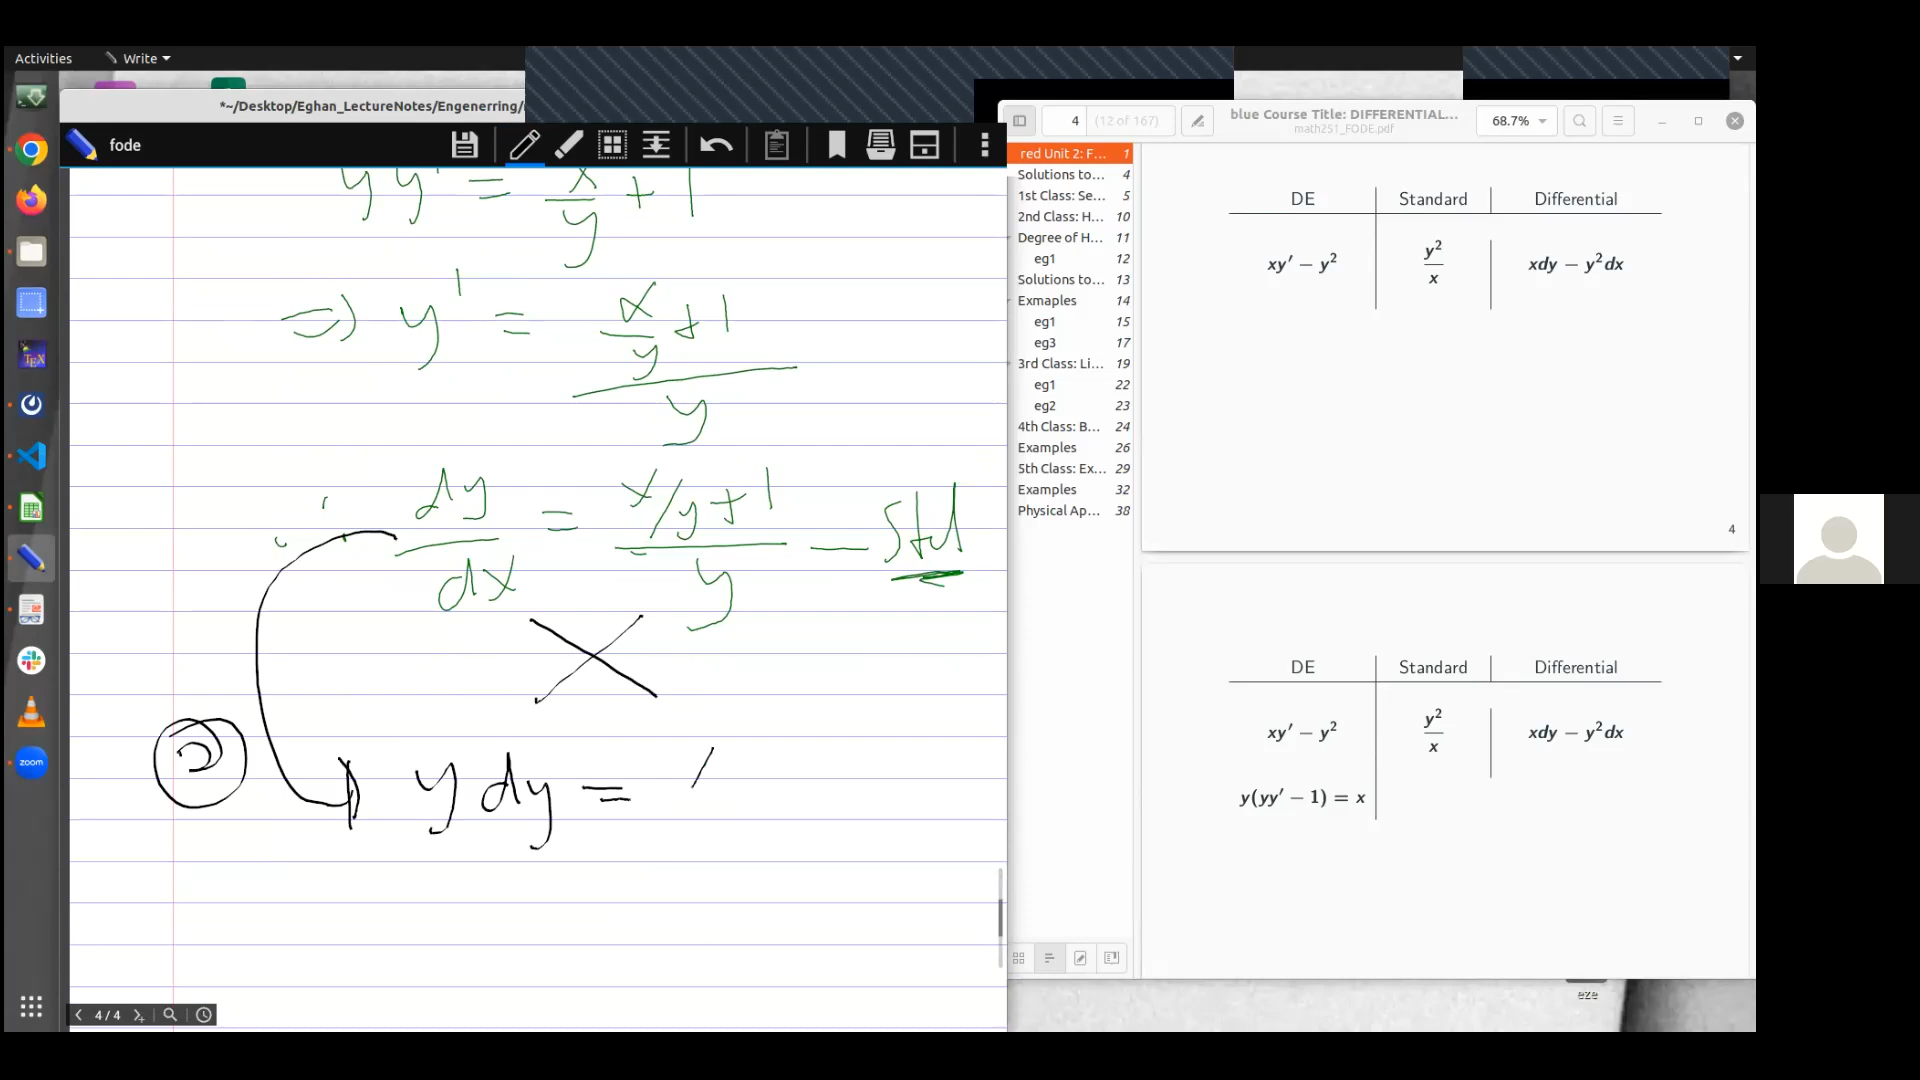 Activities
Write
*~/Desktop/Eghan_LectureNotes/Engenerring/
fode
y y' = x/y + 1
=> y' = (x/y + 1)/y
∴ dy/dx = (x/y + 1)/y — Std
2
y dy =
4/4
zoom
4 (12 of 167)
blue Course Title: DIFFERENTIAL...
math251_FODE.pdf
68.7%
red Unit 2: F... 1
Solutions to... 4
1st Class: Se... 5
2nd Class: H... 10
Degree of H... 11
eg1 12
Solutions to... 13
Exmaples 14
eg1 15
eg3 17
3rd Class: Li... 19
eg1 22
eg2 23
4th Class: B... 24
Examples 26
5th Class: Ex... 29
Examples 32
Physical Ap... 38
DE Standard Differential
xy′ − y² y²/x xdy − y²dx
4
DE Standard Differential
xy′ − y² y²/x xdy − y²dx
y(yy′ − 1) = x
eze